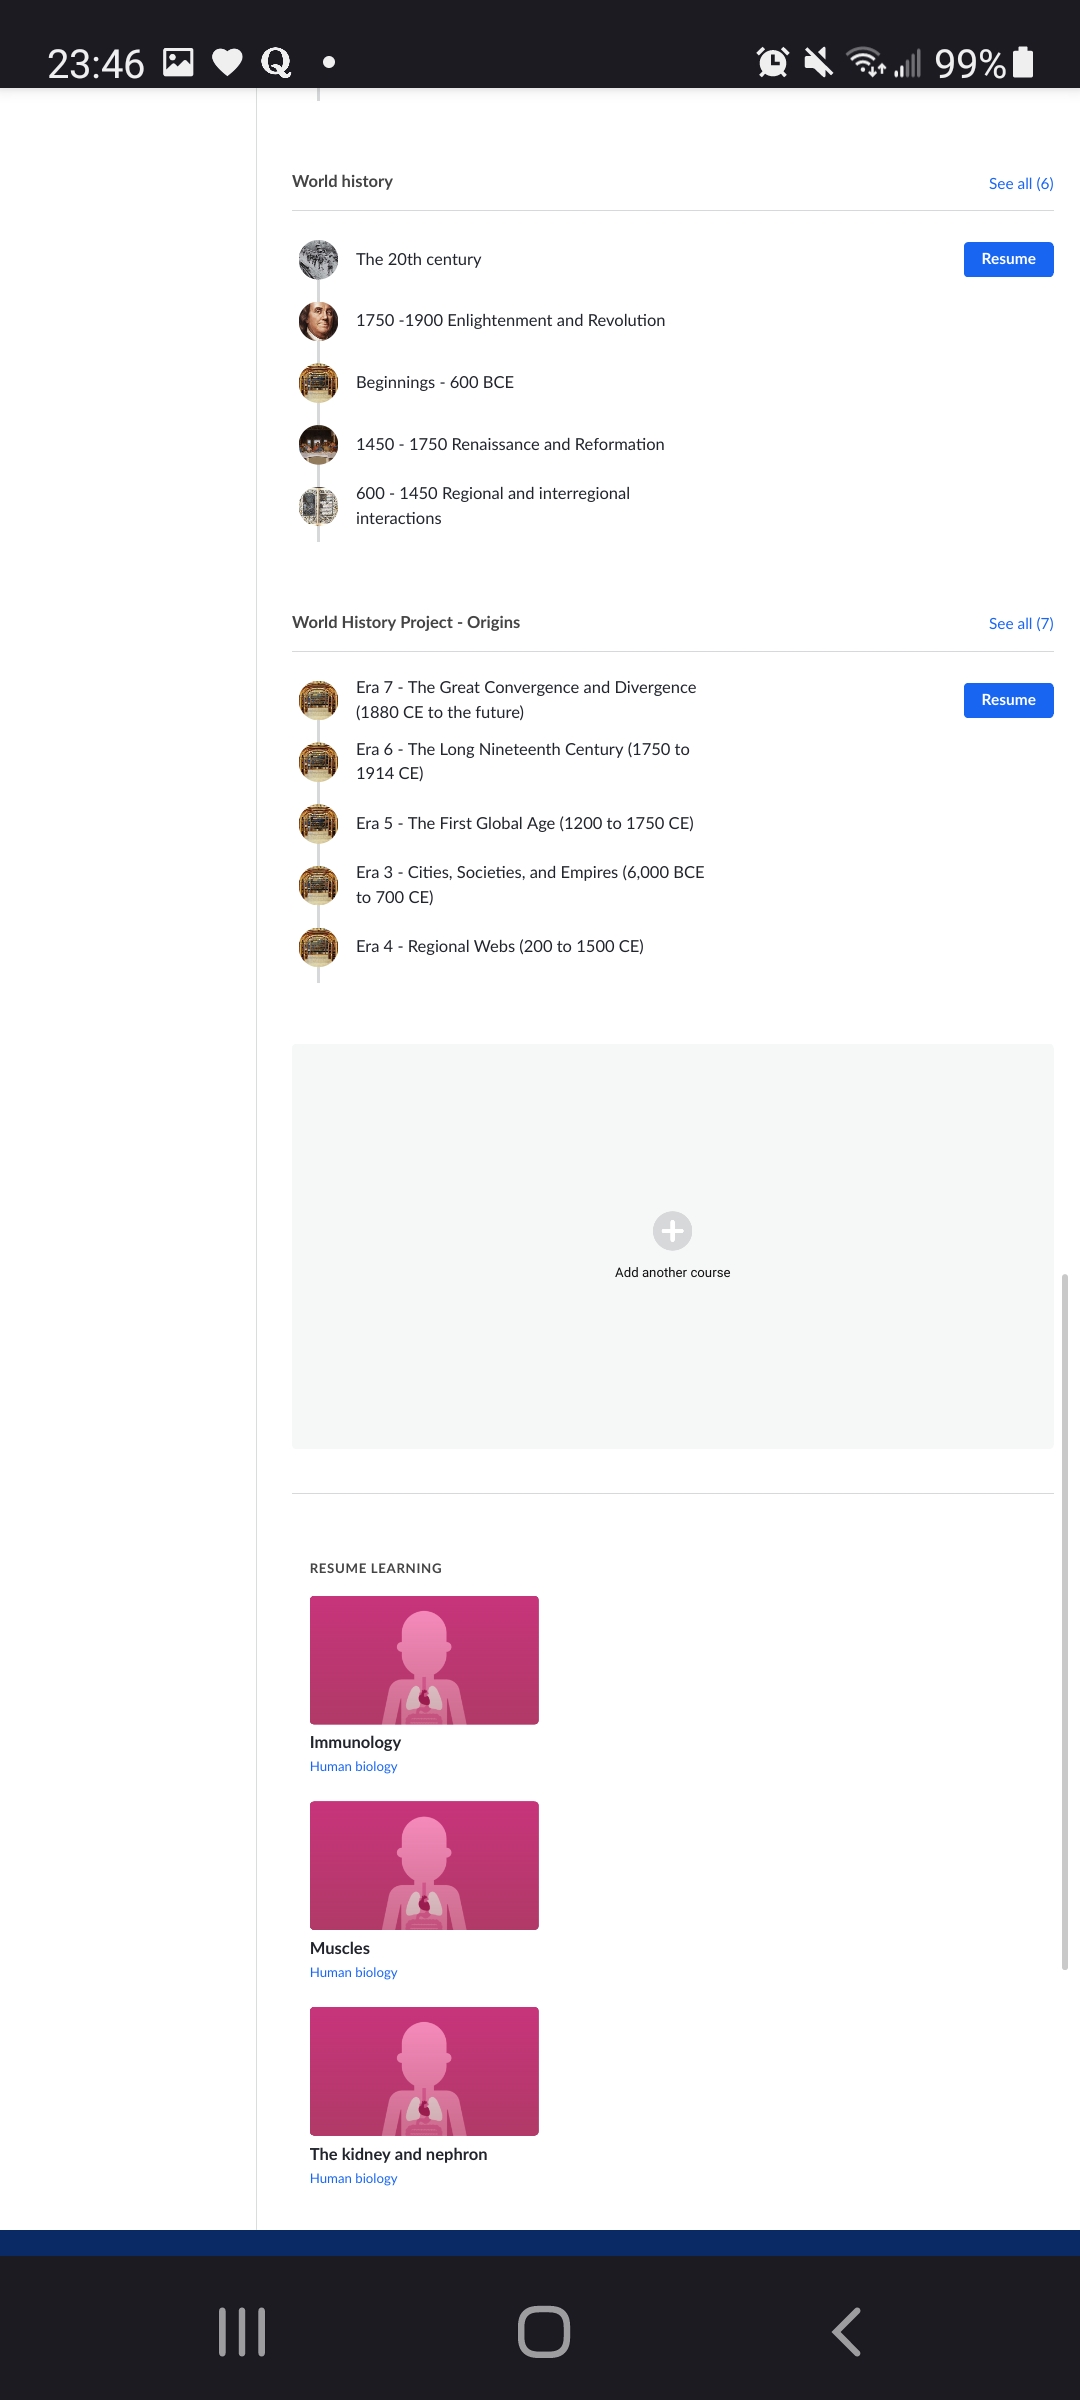 23:46
99%
World history
See all (6)
The 20th century
Resume
1750 -1900 Enlightenment and Revolution
Beginnings - 600 BCE
1450 - 1750 Renaissance and Reformation
600 - 1450 Regional and interregional
interactions
World History Project - Origins
See all (7)
Era 7 - The Great Convergence and Divergence
(1880 CE to the future)
Resume
Era 6 - The Long Nineteenth Century (1750 to
1914 CE)
Era 5 - The First Global Age (1200 to 1750 CE)
Era 3 - Cities, Societies, and Empires (6,000 BCE
to 700 CE)
Era 4 - Regional Webs (200 to 1500 CE)
Add another course
RESUME LEARNING
Immunology
Human biology
Muscles
Human biology
The kidney and nephron
Human biology